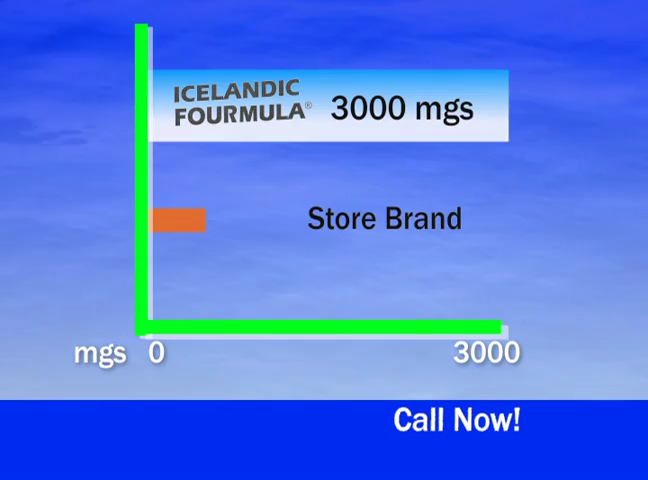 ICELANDIC
FOURMULA® 3000 mgs
Store Brand
mgs 0 3000
Call Now!